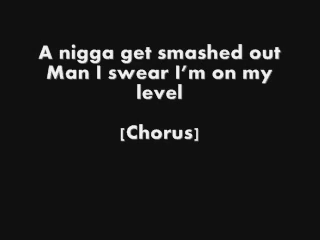 A nigga get smashed out
Man I swear I'm on my
level
[Chorus]